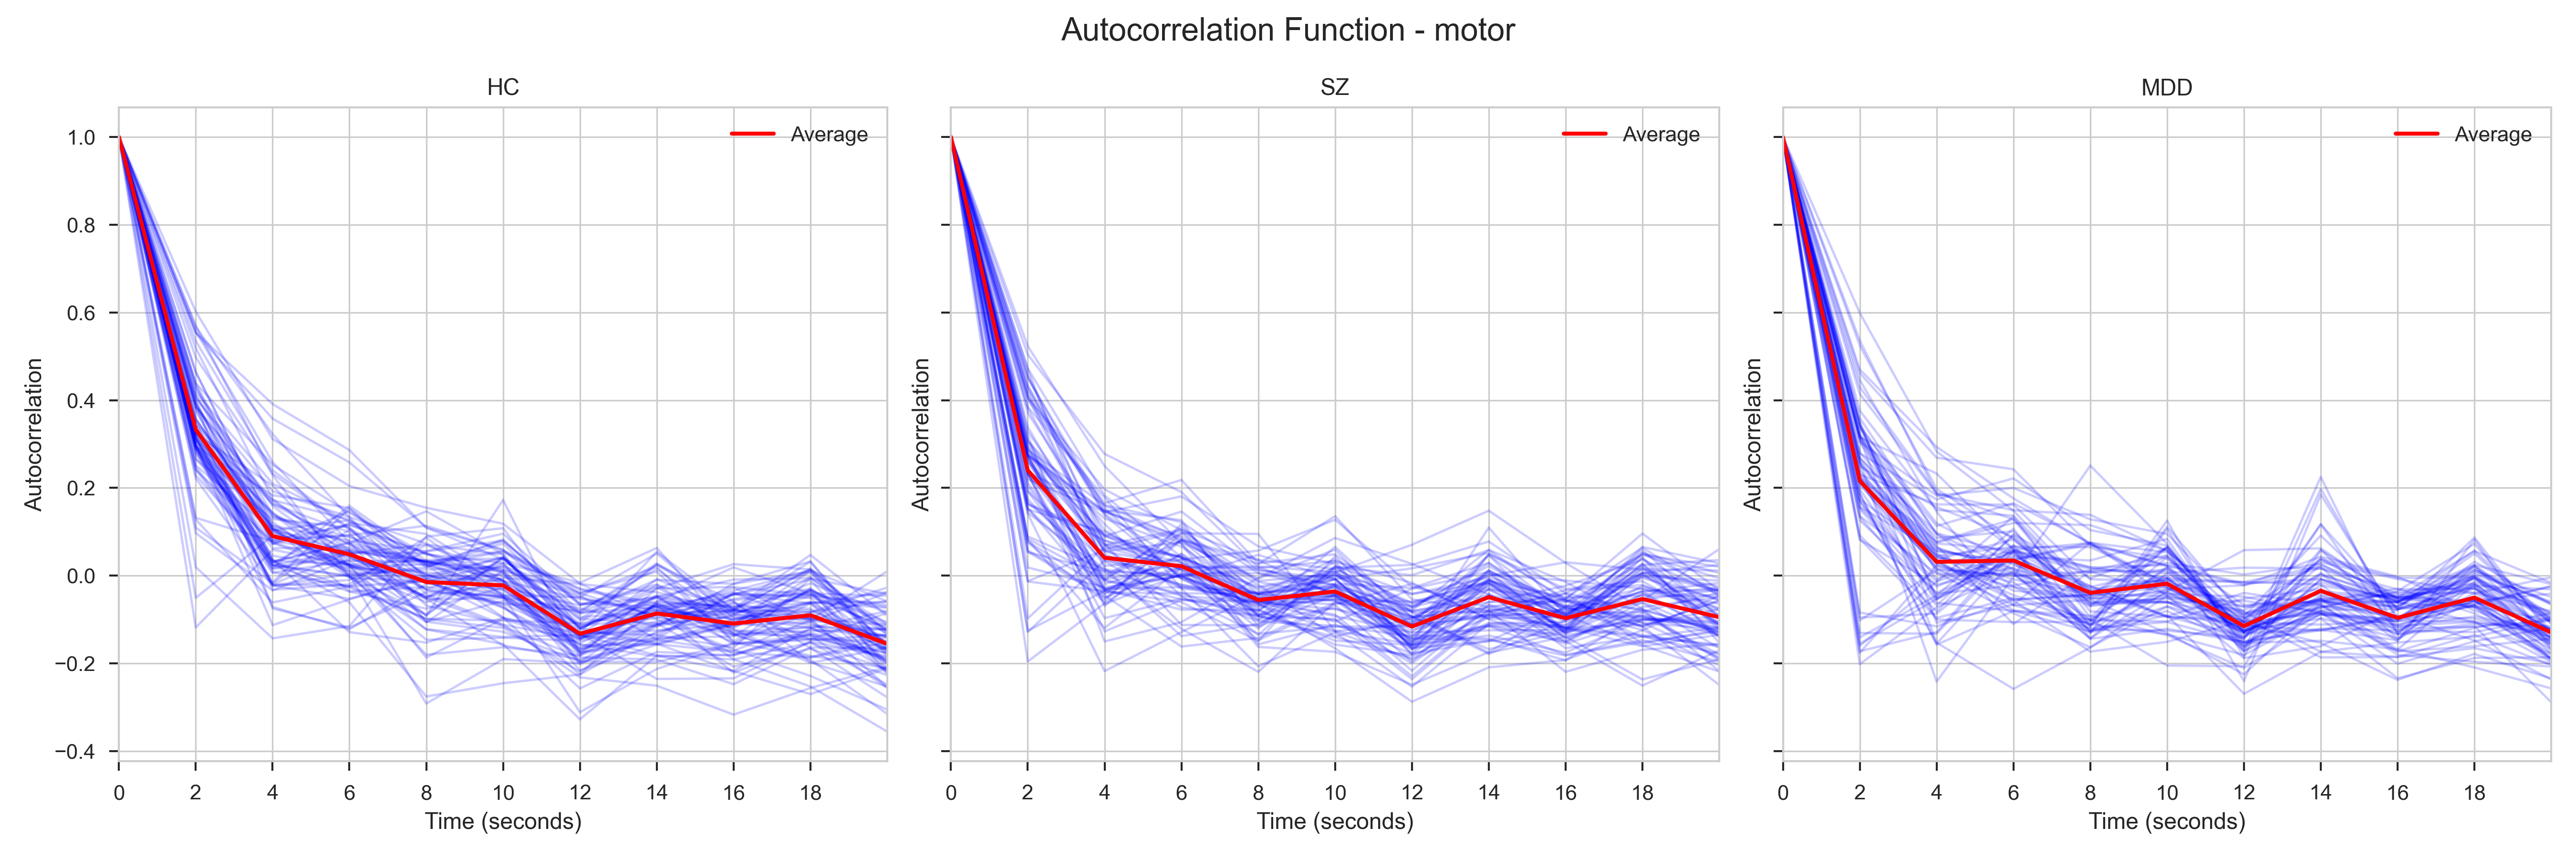 Autocorrelation Function - motor
HC
SZ
MDD
Average
Average
Average
1.0
0.8
0.6
0.4
0.2
0.0
−0.2
−0.4
Autocorrelation
Autocorrelation
Autocorrelation
0 2 4 6 8 10 12 14 16 18
0 2 4 6 8 10 12 14 16 18
0 2 4 6 8 10 12 14 16 18
Time (seconds)
Time (seconds)
Time (seconds)